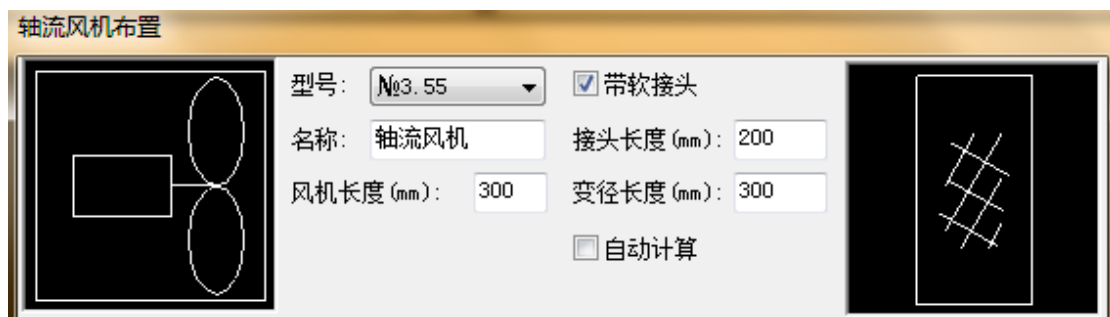 轴流风机布置
型号: №3.55 带软接头
名称: 轴流风机 接头长度(mm): 200
风机长度(mm): 300 变径长度(mm): 300
自动计算